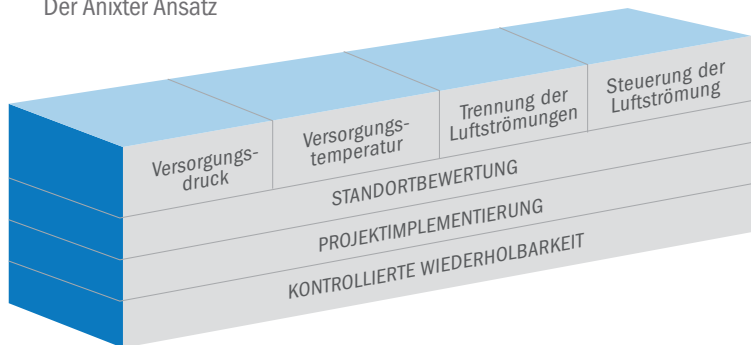 Der Anixter Ansatz
Versorgungs-
druck
Versorgungs-
temperatur
Trennung der
Luftströmungen
Steuerung der
Luftströmung
STANDORTBEWERTUNG
PROJEKTIMPLEMENTIERUNG
KONTROLLIERTE WIEDERHOLBARKEIT